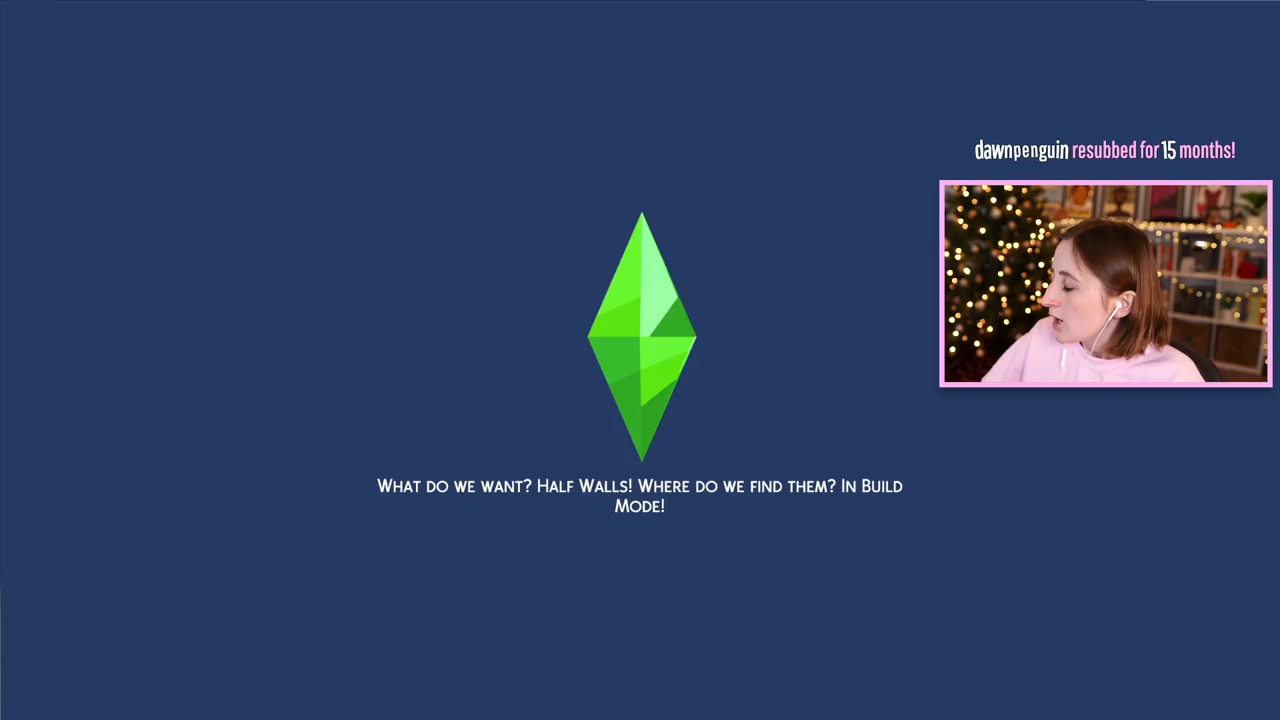 dawnpenguin resubbed for 15 months!
What do we want? Half Walls! Where do we find them? In Build
Mode!